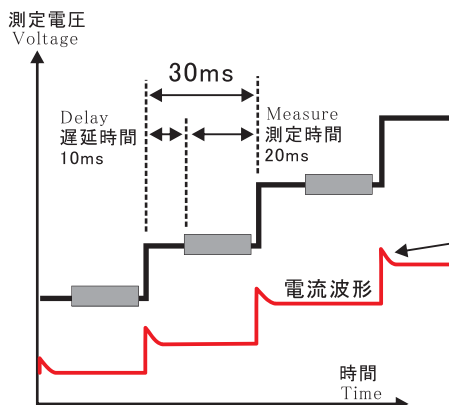 測定電圧
Voltage
30ms
Delay
遅延時間
10ms
Measure
測定時間
20ms
電流波形
時間
Time